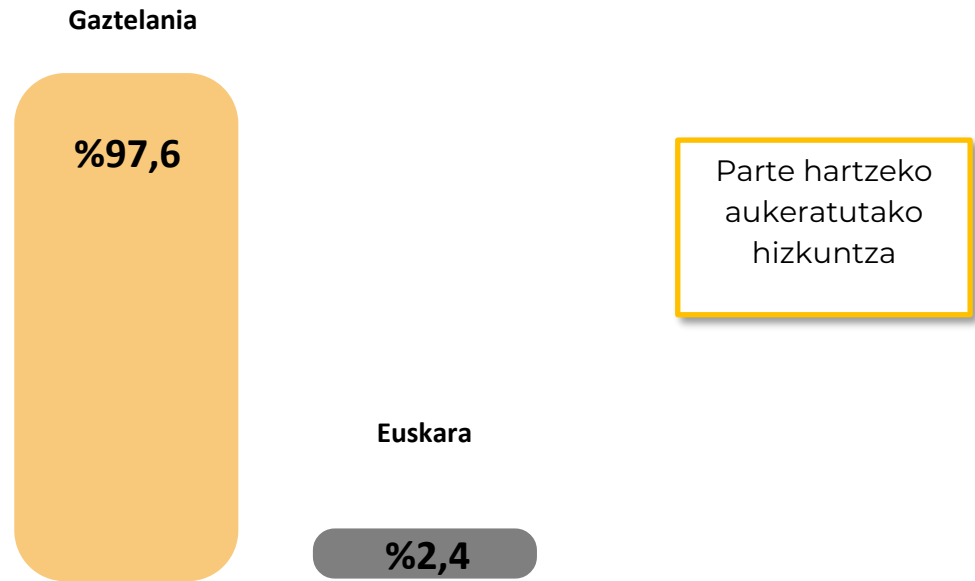 Gaztelania
%97,6
Parte hartzeko
aukeratutako
hizkuntza
Euskara
%2,4